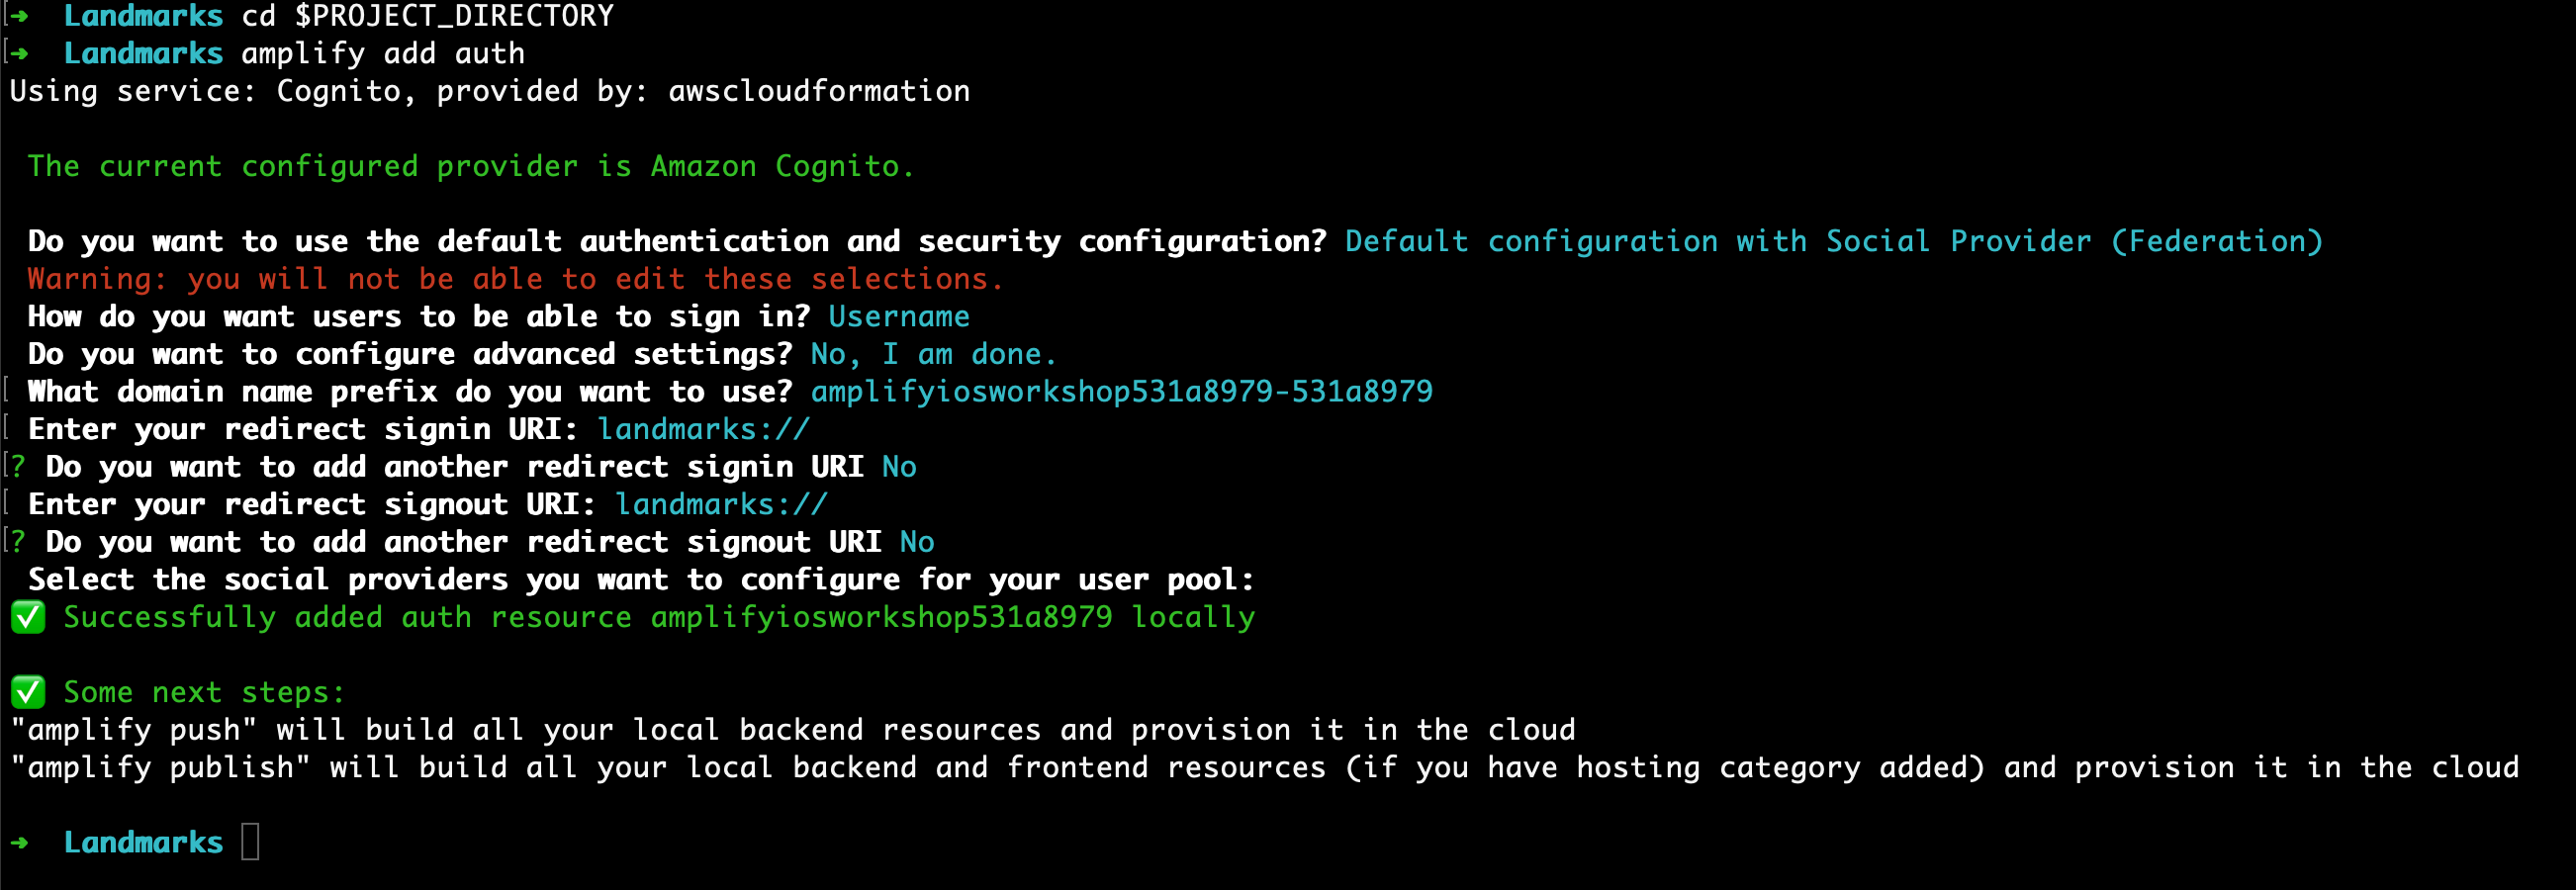 → Landmarks cd $PROJECT_DIRECTORY
→ Landmarks amplify add auth
Using service: Cognito, provided by: awscloudformation
The current configured provider is Amazon Cognito.
Do you want to use the default authentication and security configuration? Default configuration with Social Provider (Federation)
Warning: you will not be able to edit these selections.
How do you want users to be able to sign in? Username
Do you want to configure advanced settings? No, I am done.
What domain name prefix do you want to use? amplifyiosworkshop531a8979-531a8979
Enter your redirect signin URI: landmarks://
? Do you want to add another redirect signin URI No
Enter your redirect signout URI: landmarks://
? Do you want to add another redirect signout URI No
Select the social providers you want to configure for your user pool:
✅ Successfully added auth resource amplifyiosworkshop531a8979 locally
✅ Some next steps:
"amplify push" will build all your local backend resources and provision it in the cloud
"amplify publish" will build all your local backend and frontend resources (if you have hosting category added) and provision it in the cloud
→ Landmarks